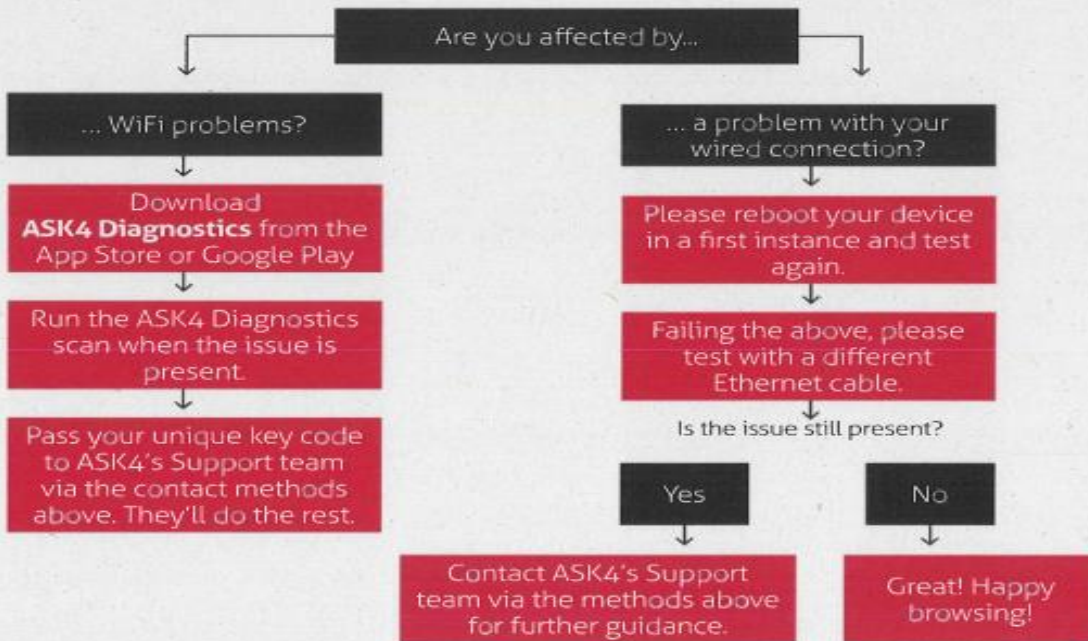 Are you affected by...
... WiFi problems?
Download
ASK4 Diagnostics from the
App Store or Google Play
Run the ASK4 Diagnostics
scan when the issue is
present.
Pass your unique key code
to ASK4's Support team
via the contact methods
above. They'll do the rest.
... a problem with your
wired connection?
Please reboot your device
in a first instance and test
again.
Failing the above, please
test with a different
Ethernet cable.
Is the issue still present?
Yes
No
Contact ASK4's Support
team via the methods above
for further guidance.
Great! Happy
browsing!